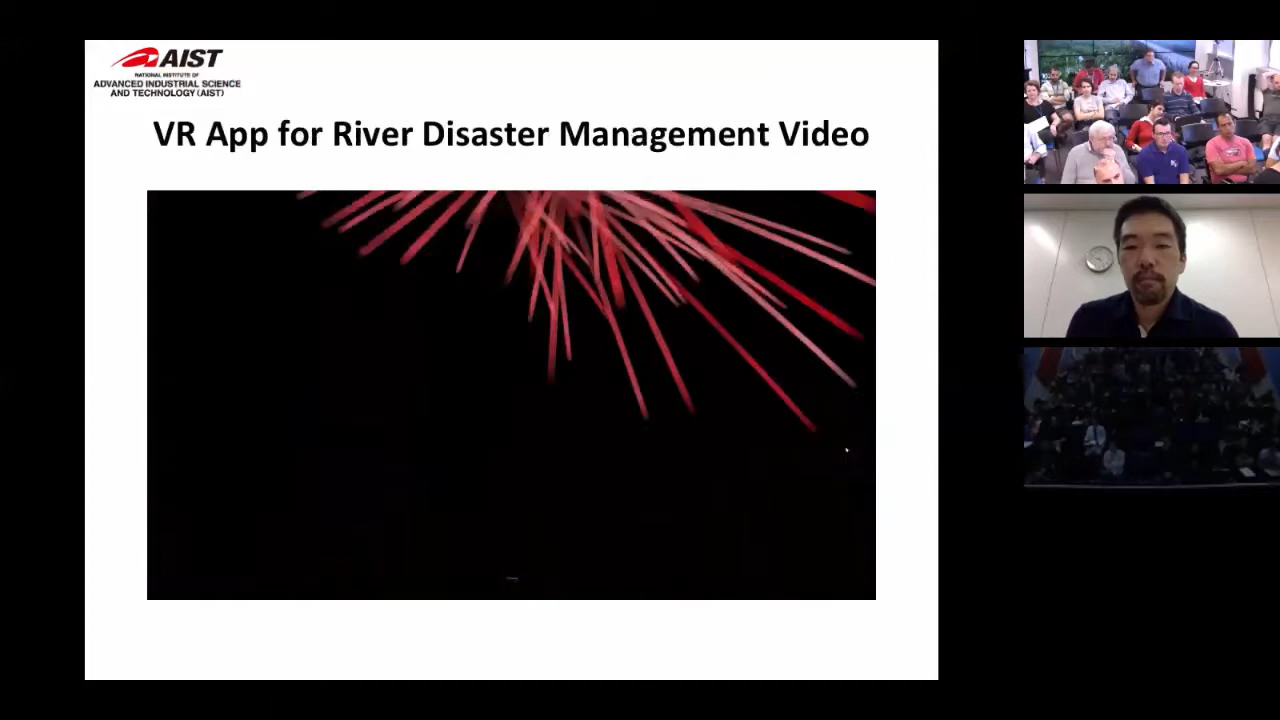 AIST
NATIONAL INSTITUTE OF
ADVANCED INDUSTRIAL SCIENCE
AND TECHNOLOGY (AIST)
VR App for River Disaster Management Video